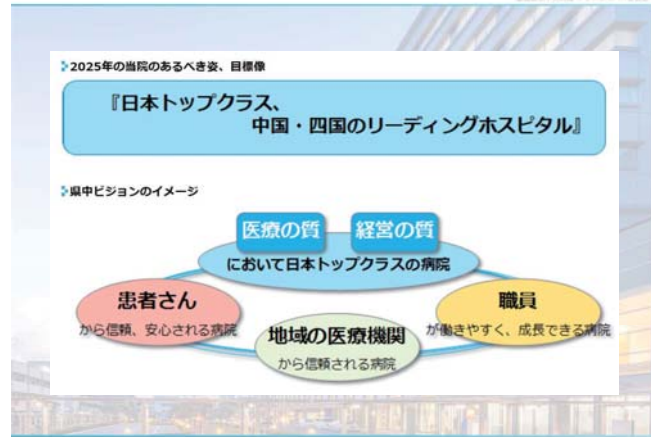 2025年の当院のあるべき姿、目標像
『日本トップクラス、
中国・四国のリーディングホスピタル』
県中ビジョンのイメージ
医療の質 経営の質
において日本トップクラスの病院
患者さん
から信頼、安心される病院
職員
が働きやすく、成長できる病院
地域の医療機関
から信頼される病院